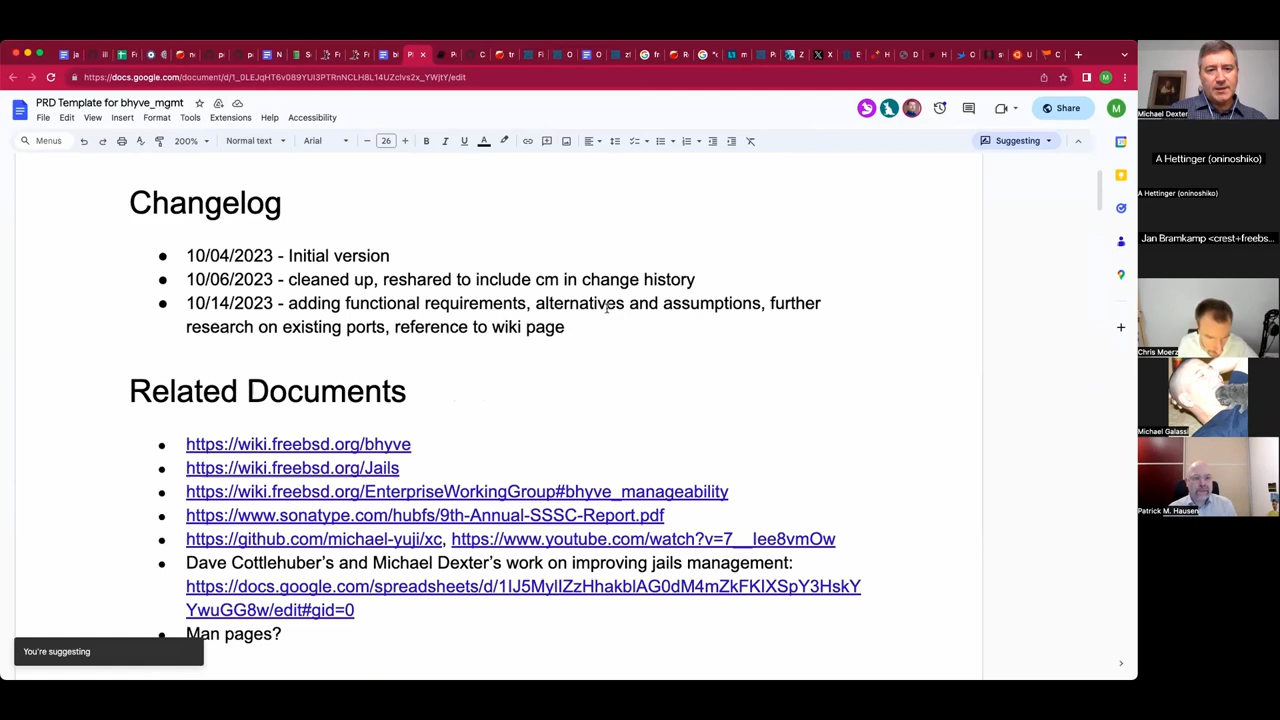 https://docs.google.com/document/d/1_0LEJqHT6v089YUI3PTRnNCLH8L14UZcIvs2x_YWjtY/edit
PRD Template for bhyve_mgmt
File Edit View Insert Format Tools Extensions Help Accessibility
Share
M
Menus
200%
Normal text
Arial
26
Suggesting
Changelog
10/04/2023 - Initial version
10/06/2023 - cleaned up, reshared to include cm in change history
10/14/2023 - adding functional requirements, alternatives and assumptions, further
research on existing ports, reference to wiki page
Related Documents
https://wiki.freebsd.org/bhyve
https://wiki.freebsd.org/Jails
https://wiki.freebsd.org/EnterpriseWorkingGroup#bhyve_manageability
https://www.sonatype.com/hubfs/9th-Annual-SSSC-Report.pdf
https://github.com/michael-yuji/xc, https://www.youtube.com/watch?v=7__Iee8vmOw
Dave Cottlehuber’s and Michael Dexter’s work on improving jails management:
https://docs.google.com/spreadsheets/d/1IJ5MylIZzHhakblAG0dM4mZkFKIXSpY3HskY
YwuGG8w/edit#gid=0
Man pages?
You're suggesting
Michael Dexter
A Hettinger (oninoshiko)
A Hettinger (oninoshiko)
Jan Bramkamp <crest+freebs...
Chris Moerz
Michael Galassi
Patrick M. Hausen